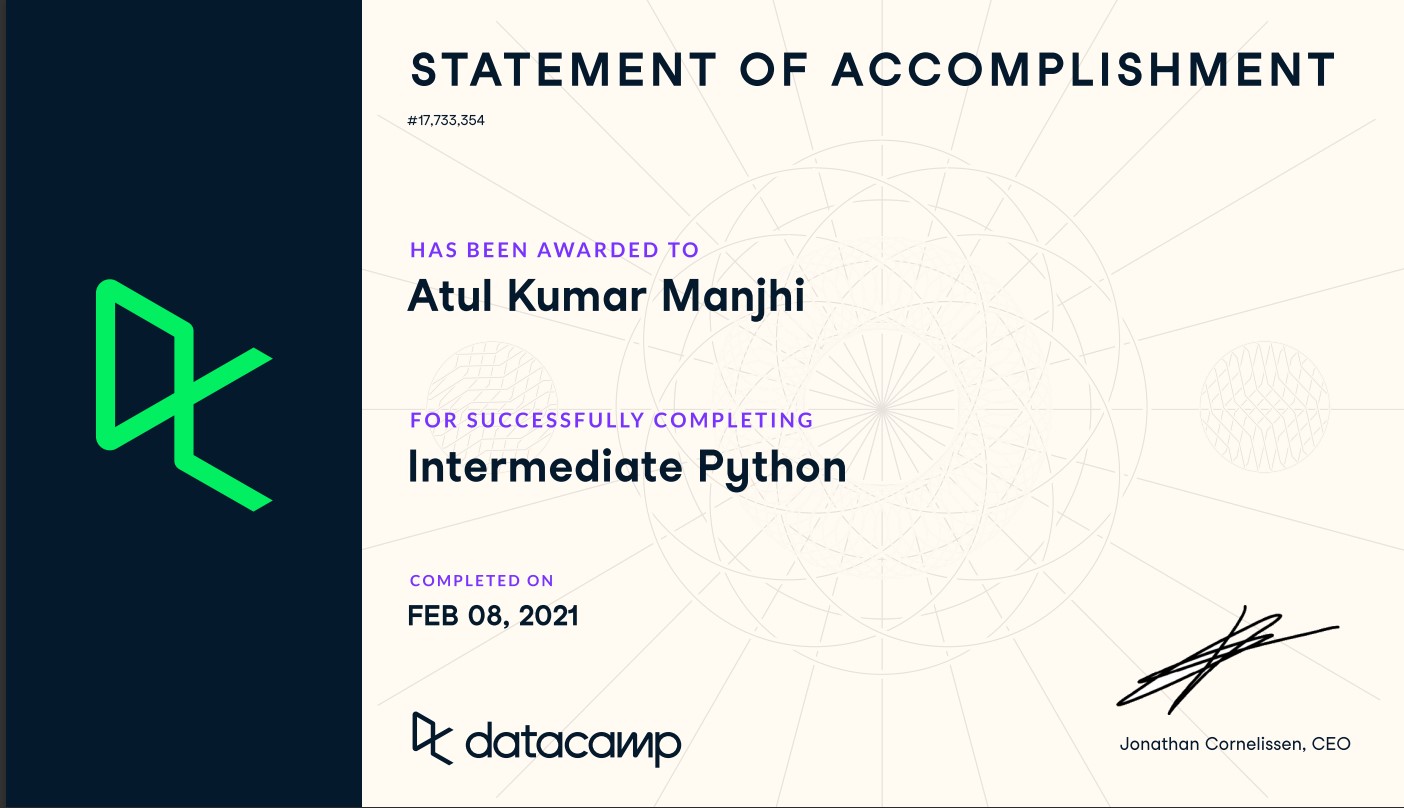 STATEMENT OF ACCOMPLISHMENT
#17,733,354
HAS BEEN AWARDED TO
Atul Kumar Manjhi
FOR SUCCESSFULLY COMPLETING
Intermediate Python
COMPLETED ON
FEB 08, 2021
datacamp
Jonathan Cornelissen, CEO